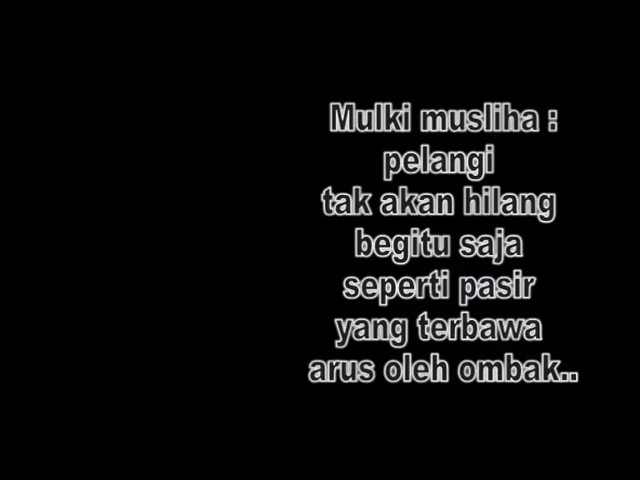 Mulki musliha :
pelangi
tak akan hilang
begitu saja
seperti pasir
yang terbawa
arus oleh ombak..